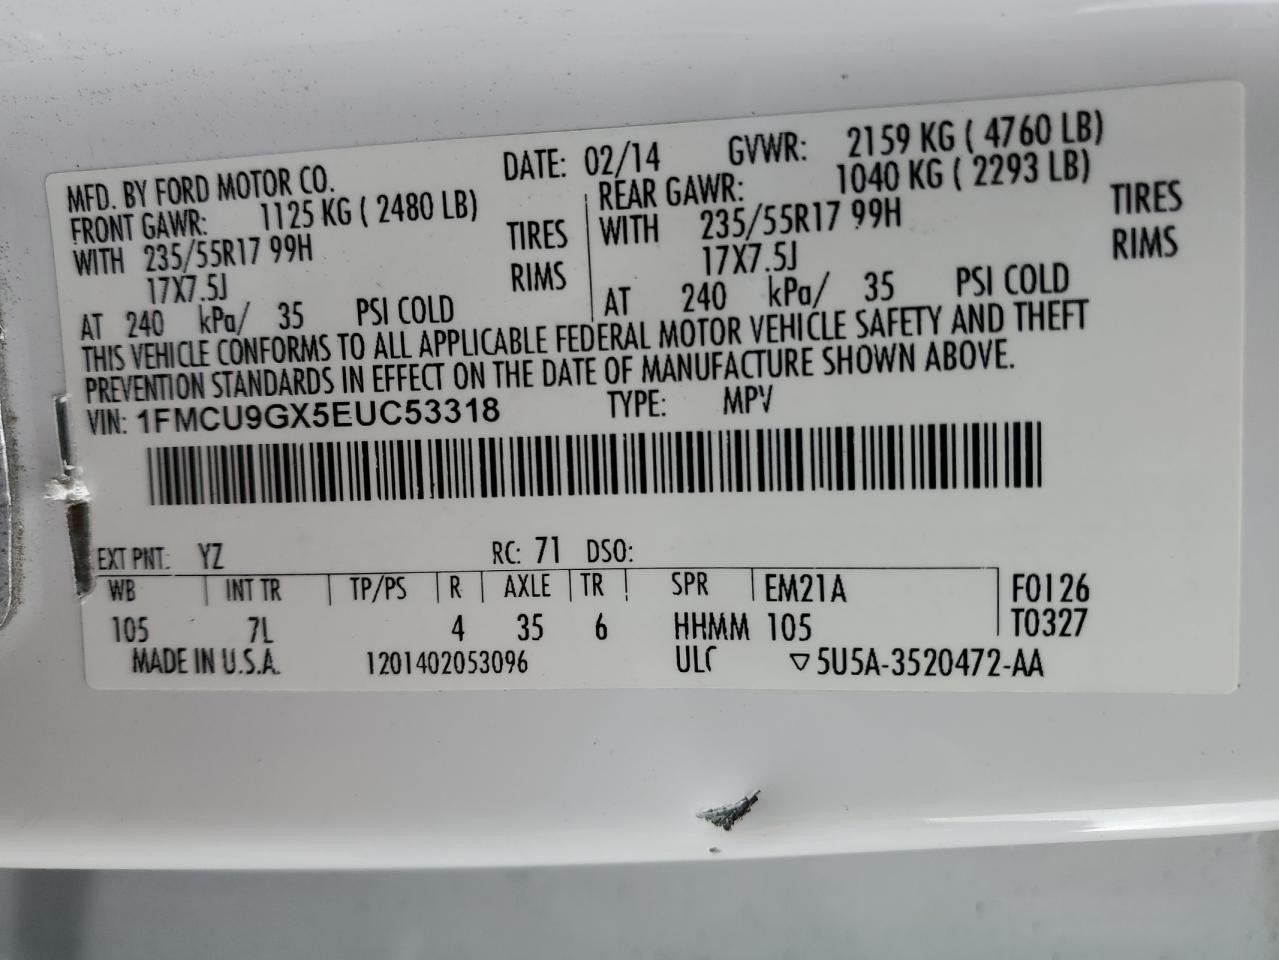 MFD. BY FORD MOTOR CO. DATE: 02/14 GVWR: 2159 KG ( 4760 LB)
FRONT GAWR: 1125 KG ( 2480 LB) REAR GAWR: 1040 KG ( 2293 LB)
WITH 235/55R17 99H TIRES WITH 235/55R17 99H TIRES
17X7.5J RIMS 17X7.5J RIMS
AT 240 kPa/ 35 PSI COLD AT 240 kPa/ 35 PSI COLD
THIS VEHICLE CONFORMS TO ALL APPLICABLE FEDERAL MOTOR VEHICLE SAFETY AND THEFT
PREVENTION STANDARDS IN EFFECT ON THE DATE OF MANUFACTURE SHOWN ABOVE.
VIN: 1FMCU9GX5EUC53318 TYPE: MPV
EXT PNT: YZ RC: 71 DSO:
WB INT TR TP/PS R AXLE TR SPR EM21A F0126
105 7L 4 35 6 HHMM 105 T0327
MADE IN U.S.A. 1201402053096 ULC ▽5U5A-3520472-AA